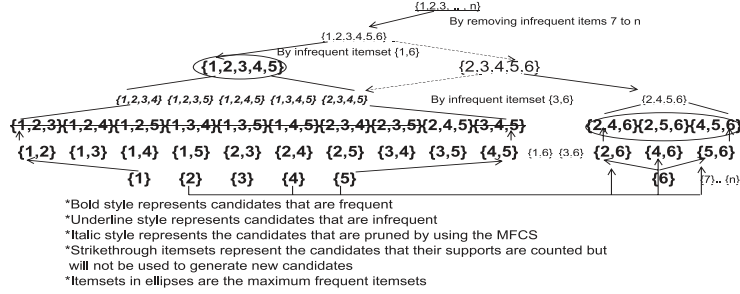 {1,2,3, . ., n}
By removing infrequent items 7 to n
{1,2,3,4,5,6}
By infrequent itemset {1,6}
{1,2,3,4,5} {2,3,4,5,6}
{1,2,3,4} {1,2,3,5} {1,2,4,5} {1,3,4,5} {2,3,4,5} By infrequent itemset {3,6} {2,4,5,6}
{1,2,3}{1,2,4}{1,2,5}{1,3,4}{1,3,5}{1,4,5}{2,3,4}{2,3,5}{2,4,5}{3,4,5} {2,4,6}{2,5,6}{4,5,6}
{1,2} {1,3} {1,4} {1,5} {2,3} {2,4} {2,5} {3,4} {3,5} {4,5} {1,6} {3,6} {2,6} {4,6} {5,6}
{1} {2} {3} {4} {5} {6} {7}.. {n}
*Bold style represents candidates that are frequent
*Underline style represents candidates that are infrequent
*Italic style represents the candidates that are pruned by using the MFCS
*Strikethrough itemsets represent the candidates that their supports are counted but
will not be used to generate new candidates
*Itemsets in ellipses are the maximum frequent itemsets